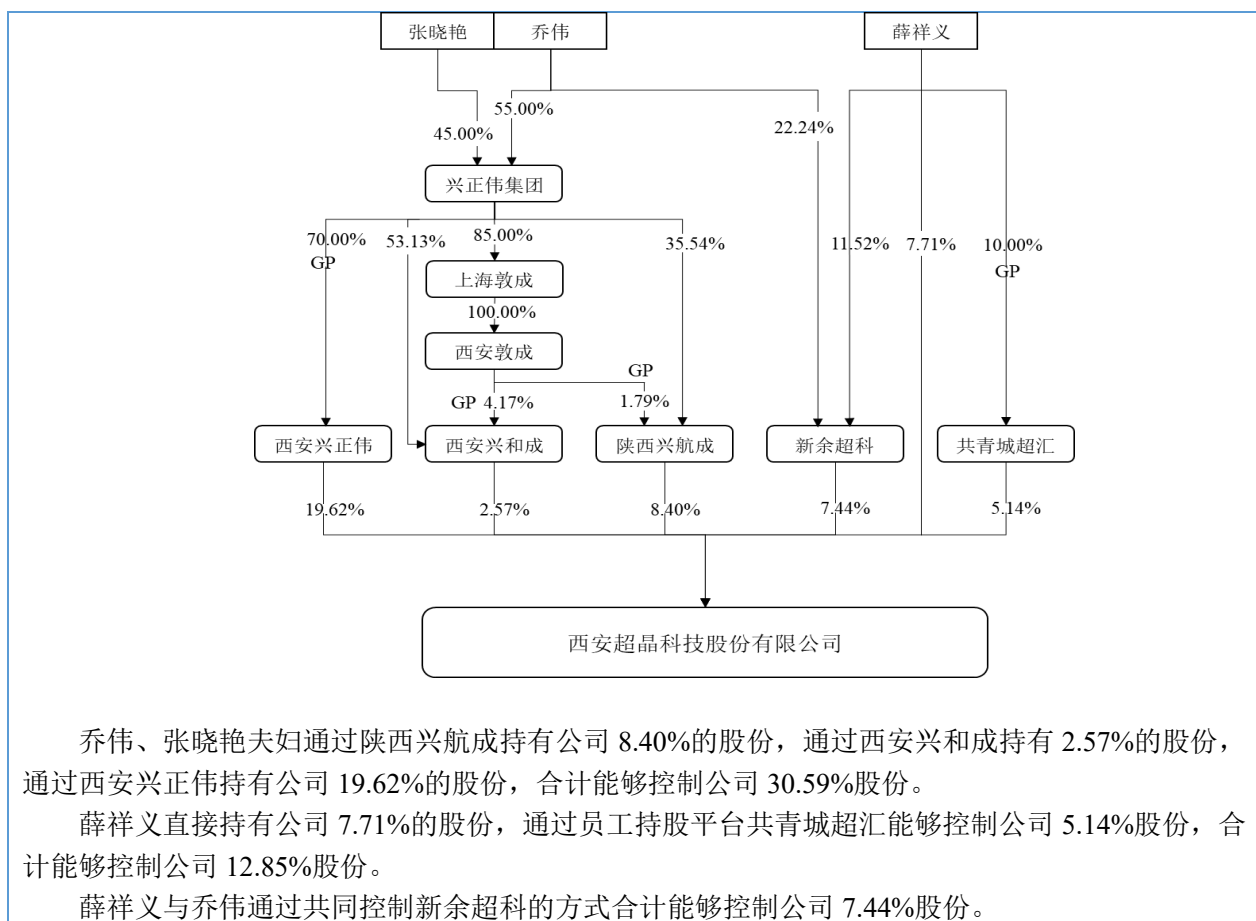 张晓艳 乔伟 薛祥义
55.00%
45.00% 22.24%
兴正伟集团
70.00% 53.13% 85.00% 35.54% 11.52% 7.71% 10.00%
GP GP
上海敦成
100.00%
西安敦成
GP
GP 4.17% 1.79%
西安兴正伟 西安兴和成 陕西兴航成 新余超科 共青城超汇
19.62% 2.57% 8.40% 7.44% 5.14%
西安超晶科技股份有限公司
乔伟、张晓艳夫妇通过陕西兴航成持有公司 8.40%的股份，通过西安兴和成持有 2.57%的股份，
通过西安兴正伟持有公司 19.62%的股份，合计能够控制公司 30.59%股份。
薛祥义直接持有公司 7.71%的股份，通过员工持股平台共青城超汇能够控制公司 5.14%股份，合
计能够控制公司 12.85%股份。
薛祥义与乔伟通过共同控制新余超科的方式合计能够控制公司 7.44%股份。